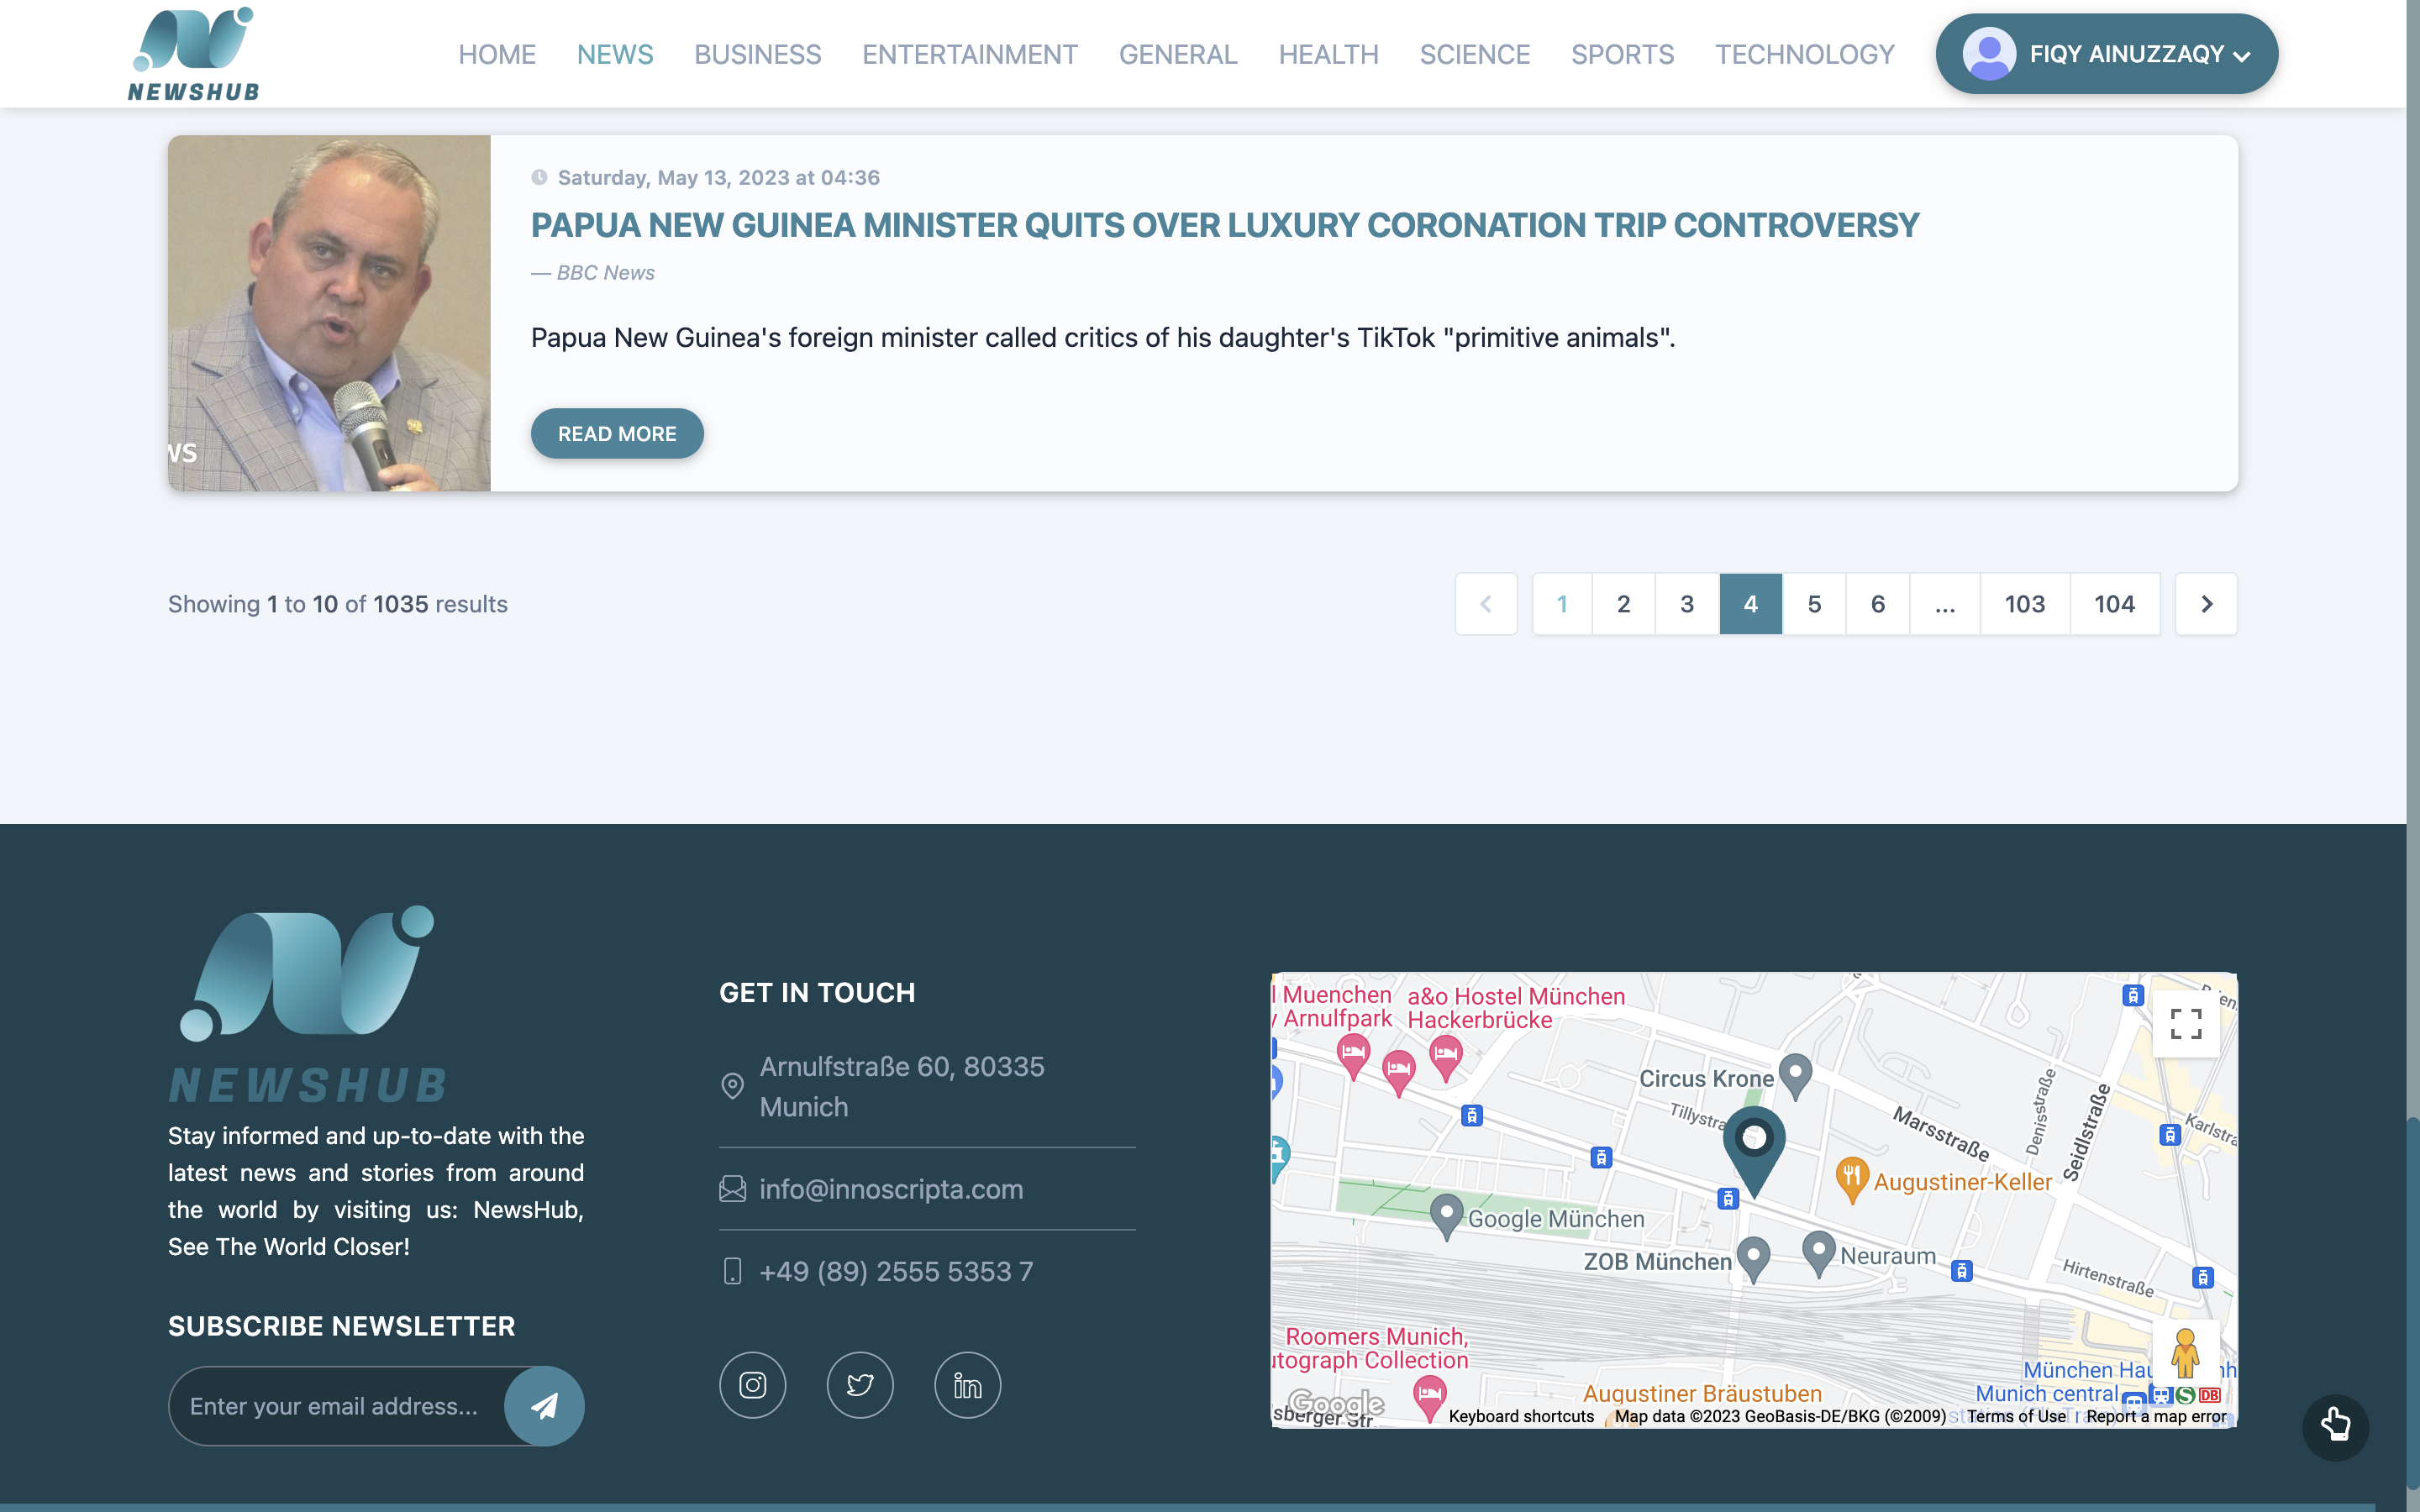 NEWSHUB
HOME NEWS BUSINESS ENTERTAINMENT GENERAL HEALTH SCIENCE SPORTS TECHNOLOGY FIQY AINUZZAQY
WS
Saturday, May 13, 2023 at 04:36
PAPUA NEW GUINEA MINISTER QUITS OVER LUXURY CORONATION TRIP CONTROVERSY
— BBC News
Papua New Guinea's foreign minister called critics of his daughter's TikTok "primitive animals".
READ MORE
Showing 1 to 10 of 1035 results
1 2 3 4 5 6 ... 103 104
NEWSHUB
Stay informed and up-to-date with the
latest news and stories from around
the world by visiting us: NewsHub,
See The World Closer!
SUBSCRIBE NEWSLETTER
Enter your email address...
GET IN TOUCH
Arnulfstraße 60, 80335
Munich
info@innoscripta.com
+49 (89) 2555 5353 7
in
l Muenchen
Arnulfpark
a&o Hostel München
Hackerbrücke
Circus Krone
Tillystra
Marsstraße
Denisstraße
Seidlstraße
Karlstra
Augustiner-Keller
Google München
ZOB München
Neuraum
Hirtenstraße
Roomers Munich,
utograph Collection
München Hau
Munich central
S DB
Augustiner Bräustuben
Google
sberger Str
Keyboard shortcuts Map data ©2023 GeoBasis-DE/BKG (©2009) Terms of Use Report a map error